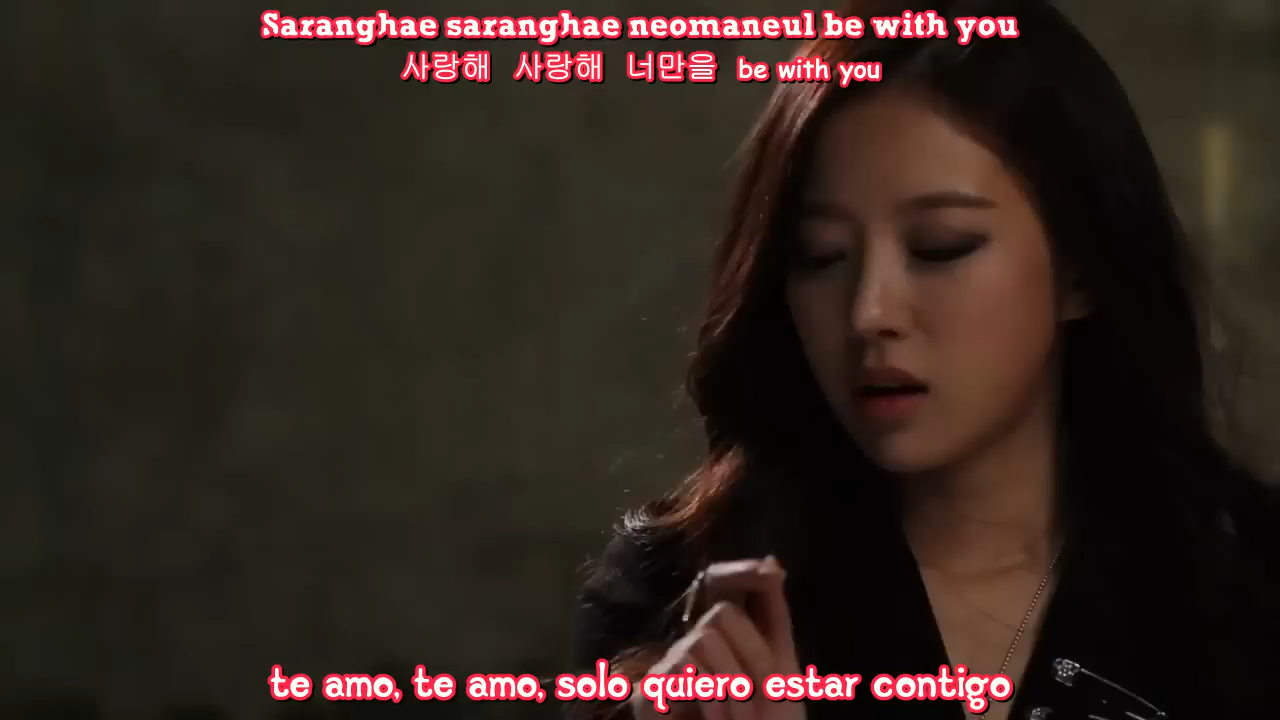 Saranghae saranghae neomaneul be with you
사랑해 사랑해 너만을 be with you
te amo, te amo, solo quiero estar contigo